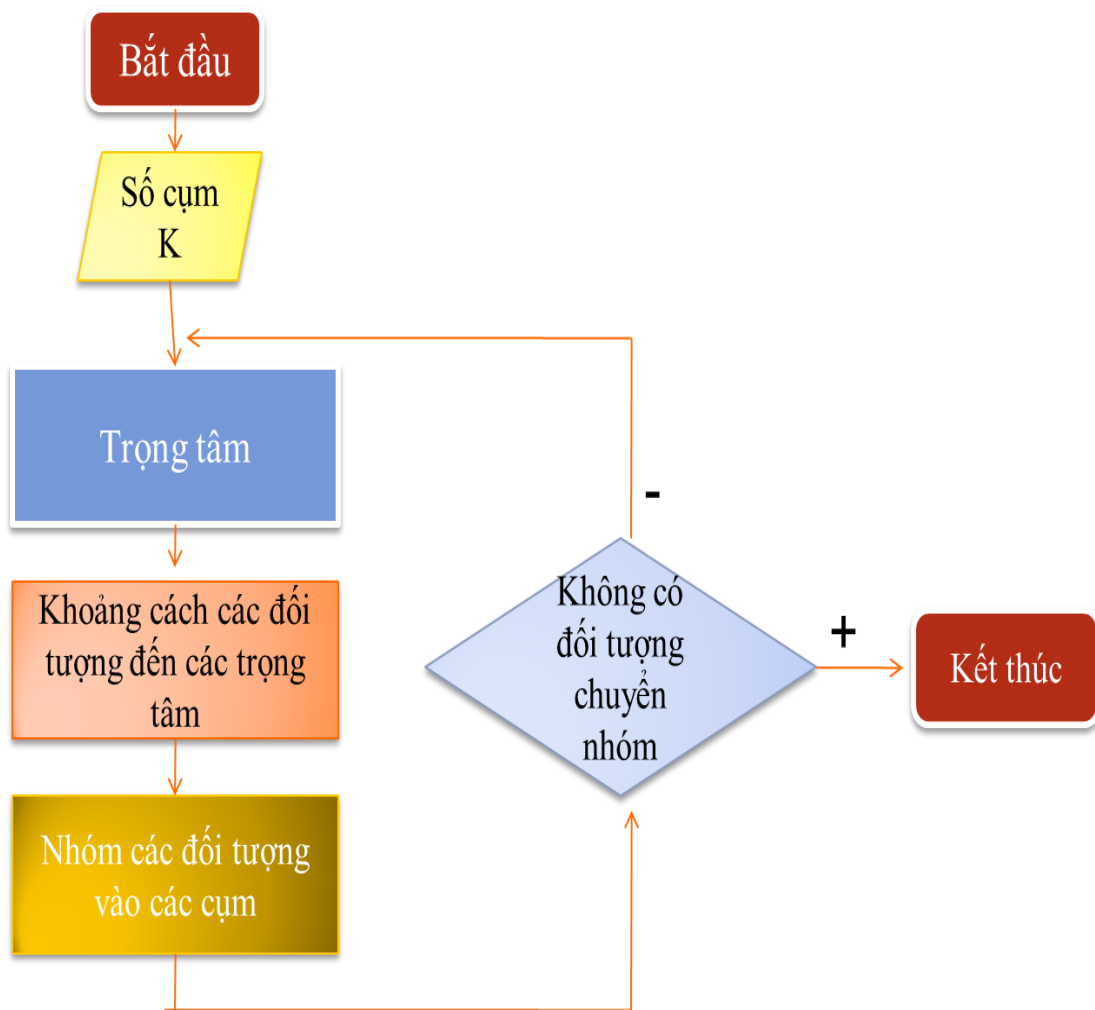 Bắt đầu
Số cụm
K
Trọng tâm
Khoảng cách các đối
tượng đến các trọng
tâm
Nhóm các đối tượng
vào các cụm
-
Không có
đối tượng
chuyển
nhóm
+
Kết thúc